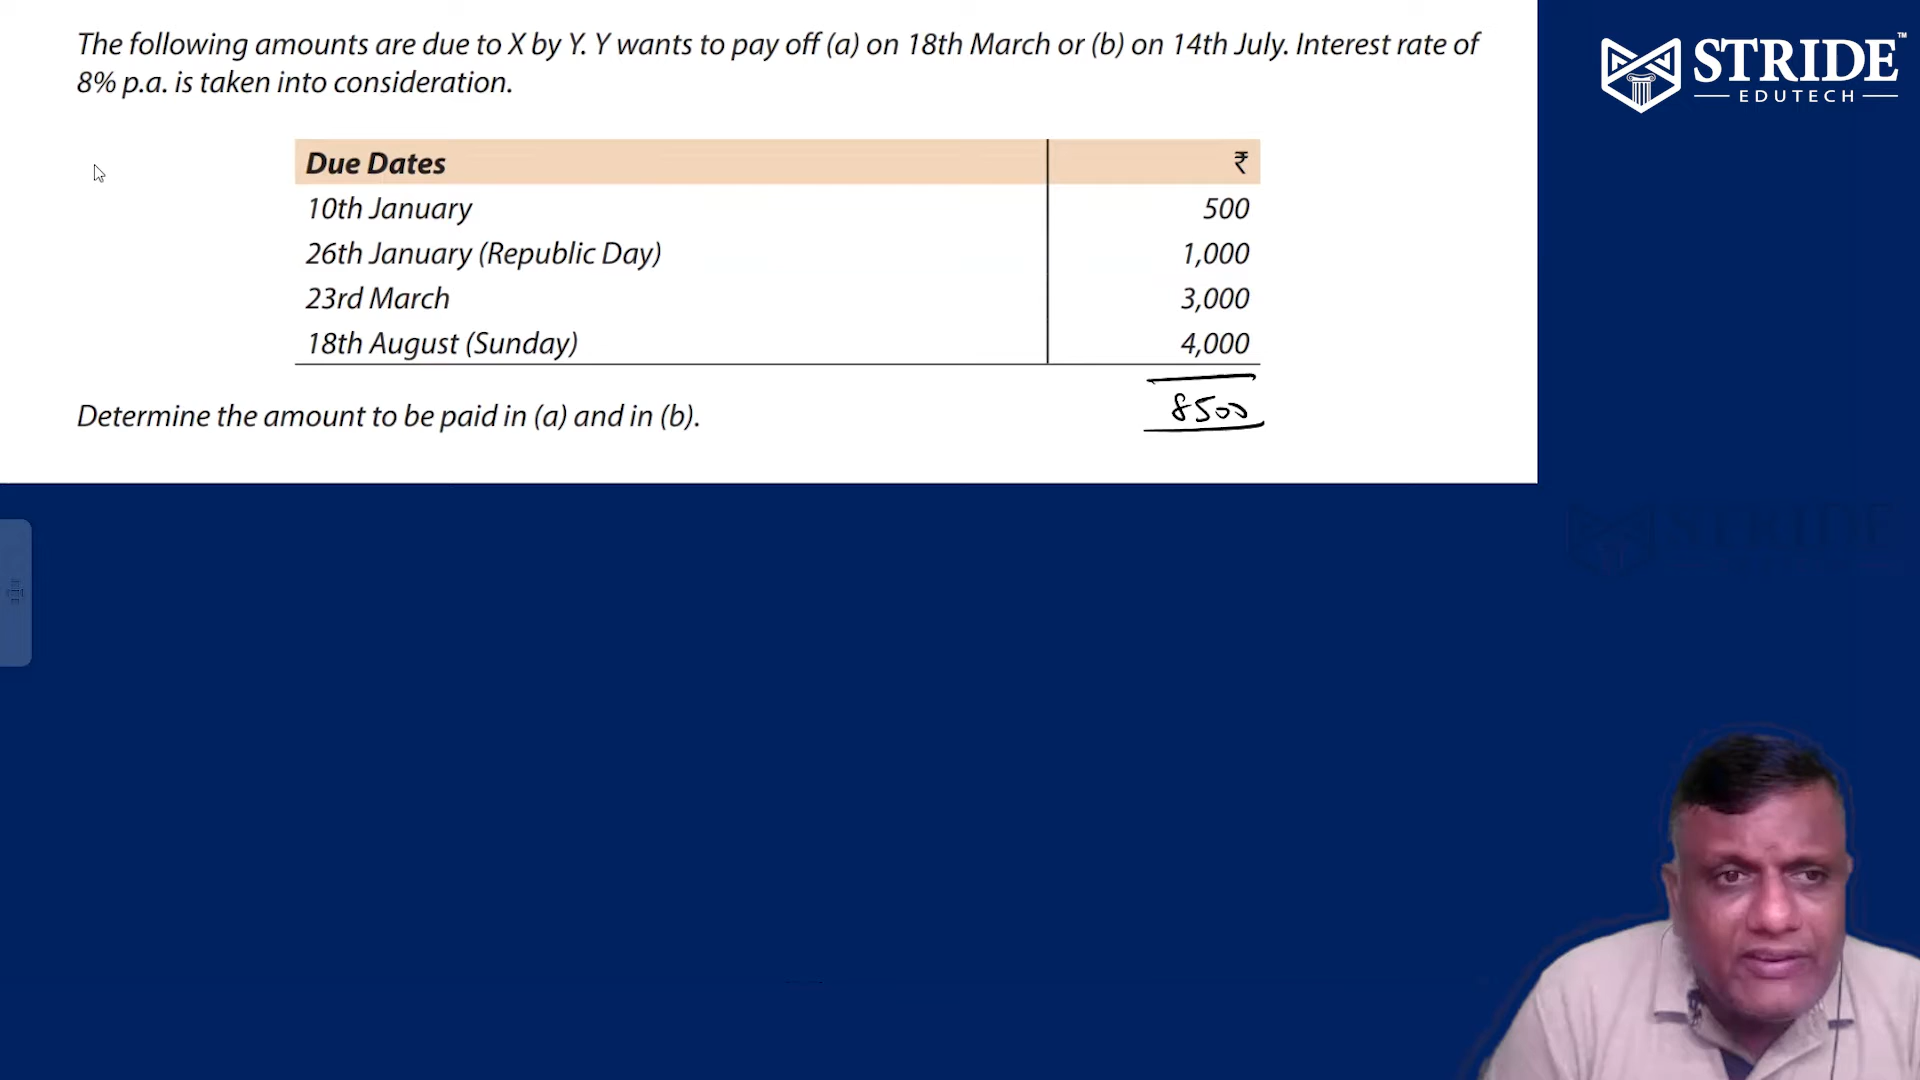 The following amounts are due to X by Y. Y wants to pay off (a) on 18th March or (b) on 14th July. Interest rate of
8% p.a. is taken into consideration.
STRIDE™
EDUTECH
Due Dates ₹
10th January 500
26th January (Republic Day) 1,000
23rd March 3,000
18th August (Sunday) 4,000
8500
Determine the amount to be paid in (a) and in (b).
STRIDE